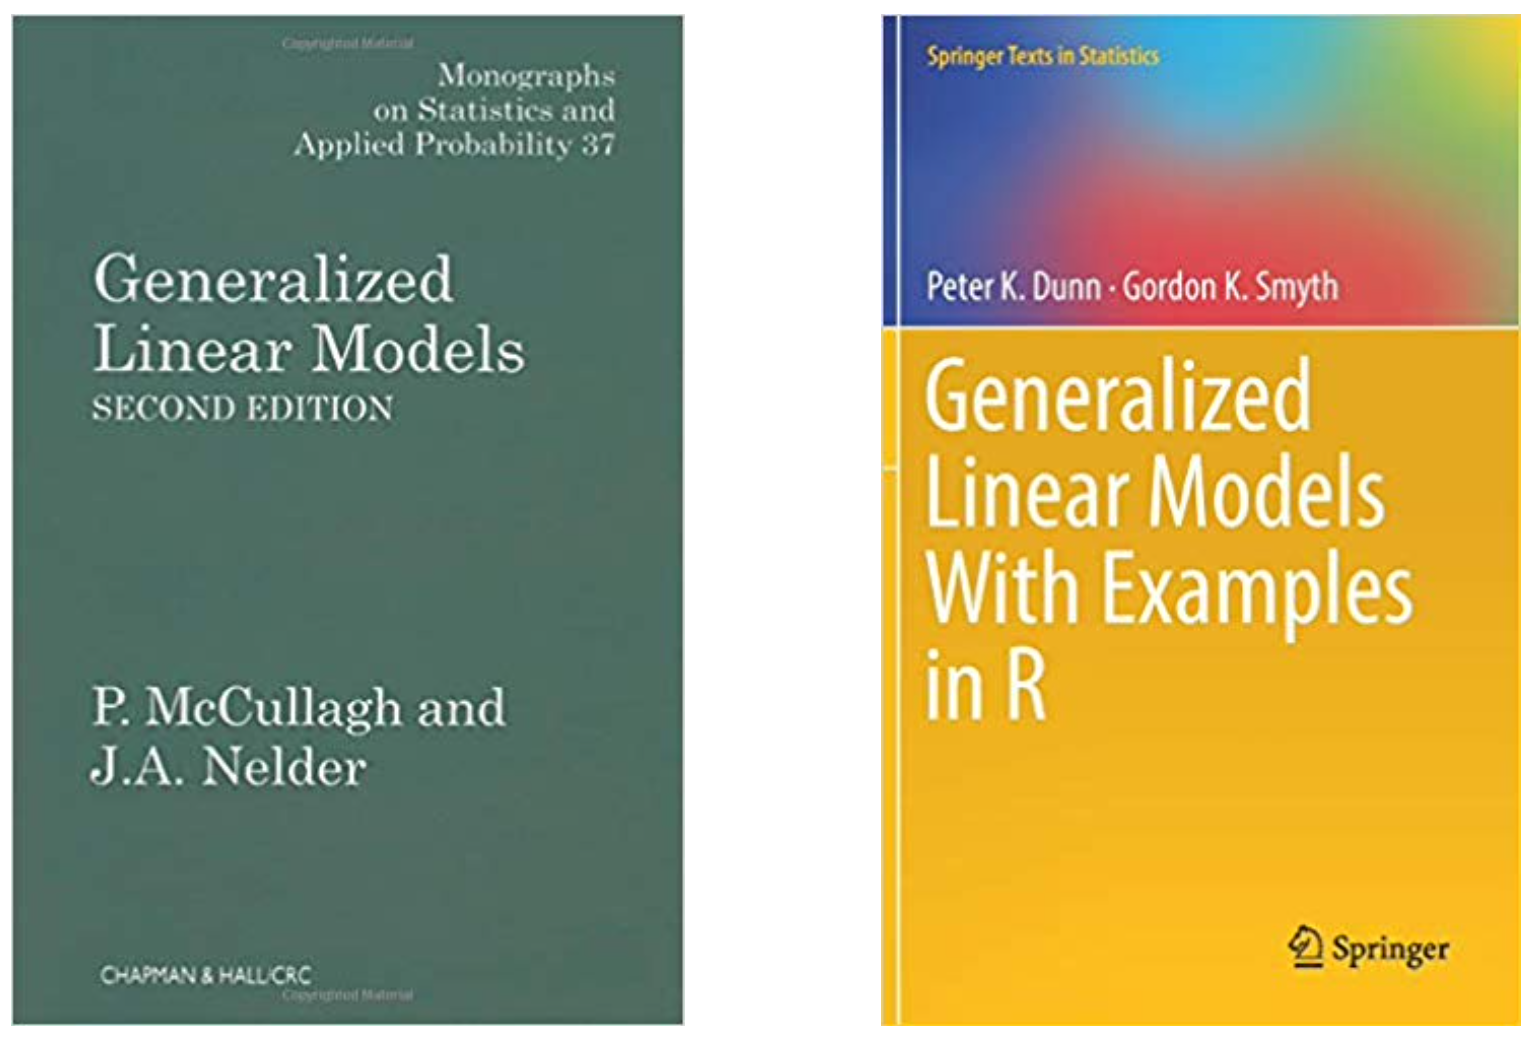 Copyrighted Material
Monographs
on Statistics and
Applied Probability 37
Generalized
Linear Models
SECOND EDITION
P. McCullagh and
J.A. Nelder
CHAPMAN & HALL/CRC
Copyrighted Material
Springer Texts in Statistics
Peter K. Dunn · Gordon K. Smyth
Generalized
Linear Models
With Examples
in R
Springer